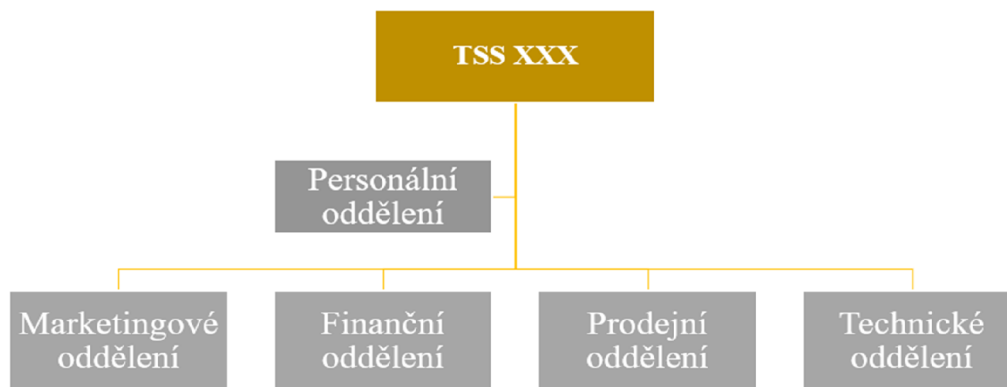 TSS XXX
Personální
oddělení
Marketingové
oddělení
Finanční
oddělení
Prodejní
oddělení
Technické
oddělení